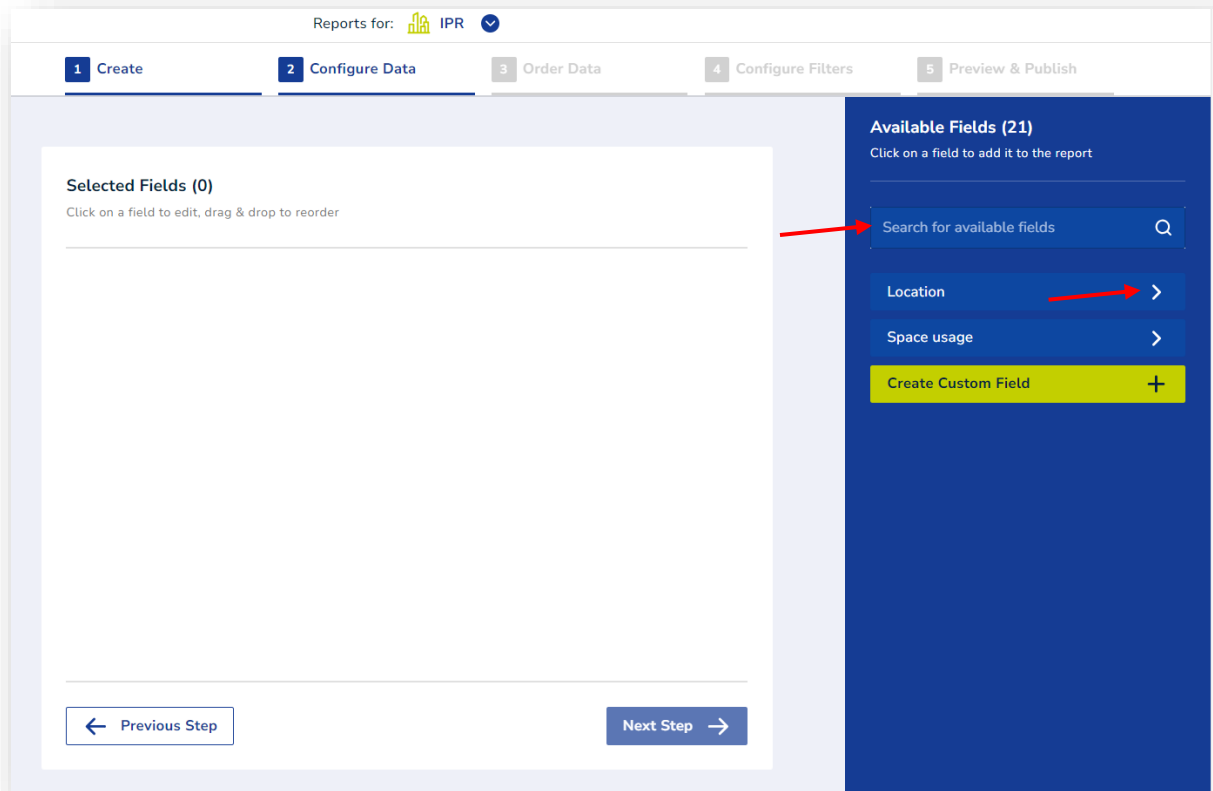 Reports for: IPR
1 Create
2 Configure Data
3 Order Data
4 Configure Filters
5 Preview & Publish
Selected Fields (0)
Click on a field to edit, drag & drop to reorder
Previous Step
Next Step
Available Fields (21)
Click on a field to add it to the report
Search for available fields
Location
Space usage
Create Custom Field